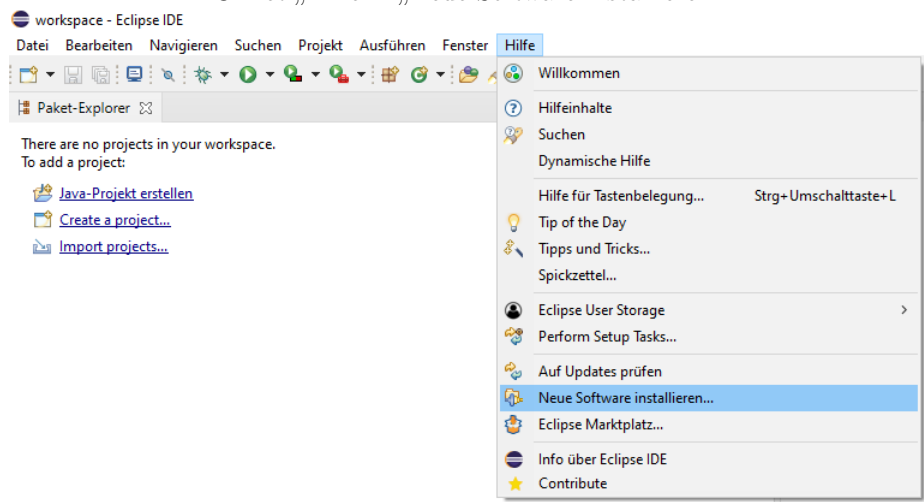 workspace - Eclipse IDE
Datei Bearbeiten Navigieren Suchen Projekt Ausführen Fenster Hilfe
Paket-Explorer
There are no projects in your workspace.
To add a project:
Java-Projekt erstellen
Create a project...
Import projects...
Willkommen
Hilfeinhalte
Suchen
Dynamische Hilfe
Hilfe für Tastenbelegung... Strg+Umschalttaste+L
Tip of the Day
Tipps und Tricks...
Spickzettel...
Eclipse User Storage
Perform Setup Tasks...
Auf Updates prüfen
Neue Software installieren...
Eclipse Marktplatz...
Info über Eclipse IDE
Contribute